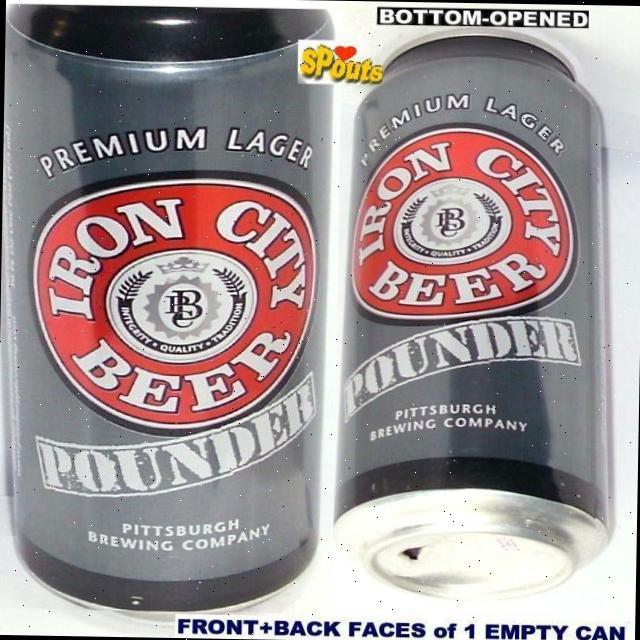 BOTTOM-OPENED
sPouts
PREMIUM LAGER
IRON CITY
BEER
PBC
INTEGRITY • QUALITY • TRADITION
POUNDER
PITTSBURGH
BREWING COMPANY
PREMIUM LAGER
IRON CITY
BEER
PBC
INTEGRITY • QUALITY • TRADITION
POUNDER
PITTSBURGH
BREWING COMPANY
FRONT+BACK FACES of 1 EMPTY CAN